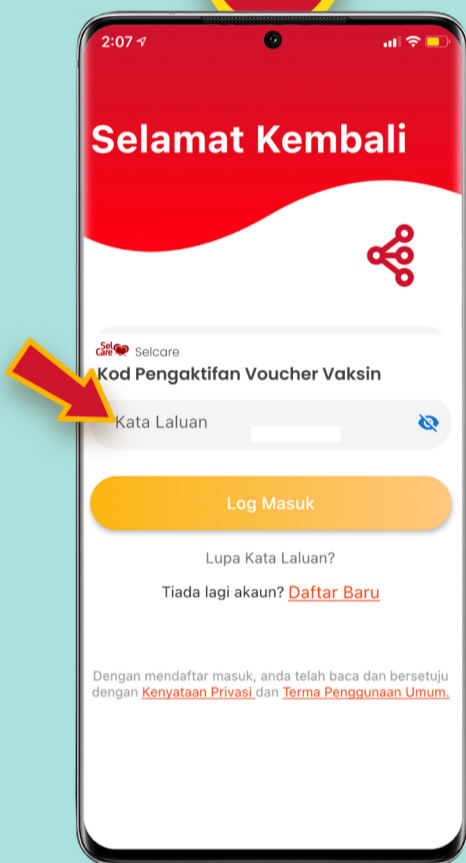 2:07
Selamat Kembali
Sel
Care
Selcare
Kod Pengaktifan Voucher Vaksin
Kata Laluan
Log Masuk
Lupa Kata Laluan?
Tiada lagi akaun? Daftar Baru
Dengan mendaftar masuk, anda telah baca dan bersetuju
dengan Kenyataan Privasi dan Terma Penggunaan Umum.